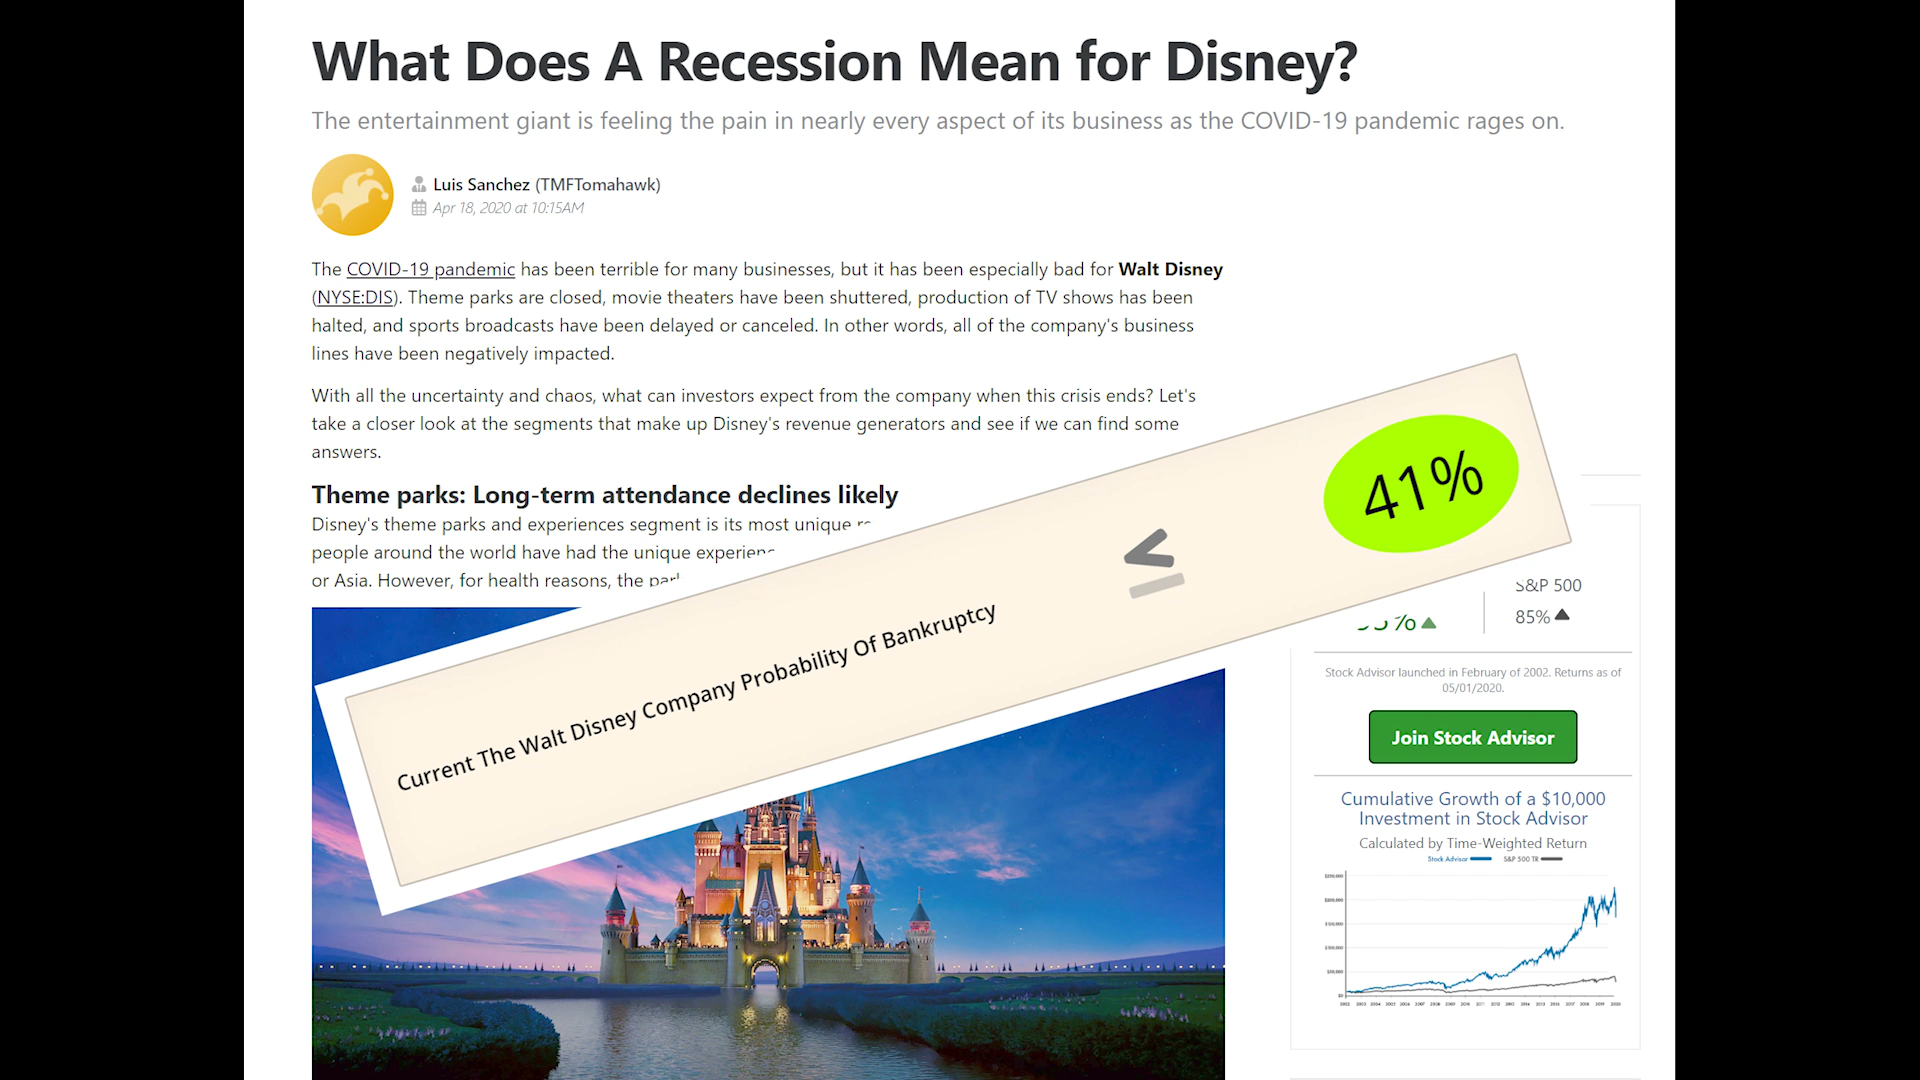 What Does A Recession Mean for Disney?
The entertainment giant is feeling the pain in nearly every aspect of its business as the COVID-19 pandemic rages on.
Luis Sanchez (TMFTomahawk)
Apr 18, 2020 at 10:15AM
The COVID-19 pandemic has been terrible for many businesses, but it has been especially bad for Walt Disney
(NYSE:DIS). Theme parks are closed, movie theaters have been shuttered, production of TV shows has been
halted, and sports broadcasts have been delayed or canceled. In other words, all of the company's business
lines have been negatively impacted.
With all the uncertainty and chaos, what can investors expect from the company when this crisis ends? Let's
take a closer look at the segments that make up Disney's revenue generators and see if we can find some
answers.
Theme parks: Long-term attendance declines likely
Disney's theme parks and experiences segment is its most unique
people around the world have had the unique
or Asia. However, for health reasons, the
Current The Walt Disney Company Probability Of Bankruptcy
<
41%
S&P 500
85%
Stock Advisor launched in February of 2002. Returns as of
05/01/2020.
Join Stock Advisor
Cumulative Growth of a $10,000
Investment in Stock Advisor
Calculated by Time-Weighted Return
Stock Advisor S&P 500 TR